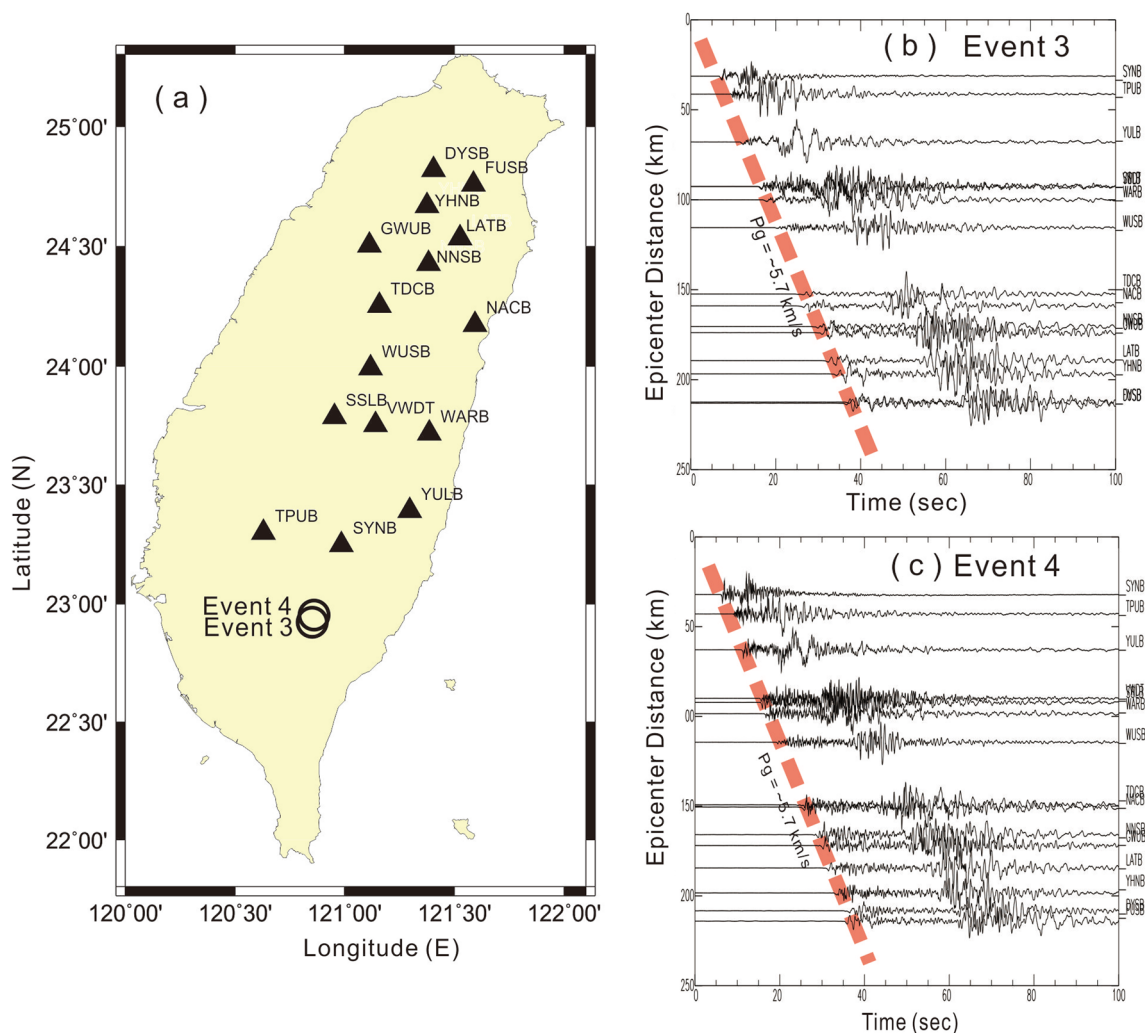 ( a )
25°00'
24°30'
24°00'
23°30'
23°00'
22°30'
22°00'
Latitude (N)
DYSB
FUSB
YHNB
LATB
GWUB
NNSB
TDCB
NACB
WUSB
SSLB
VWDT
WARB
YULB
TPUB
SYNB
Event 4
Event 3
120°00' 120°30' 121°00' 121°30' 122°00'
Longitude (E)
( b ) Event 3
0
50
100
150
200
250
Epicenter Distance (km)
Pg = ~5.7 km/s
SYNB
TPUB
YULB
WARB
WUSB
TDCB
NACB
NNSB
LATB
YHNB
0 20 40 60 80 100
Time (sec)
( c ) Event 4
0
50
00
150
200
250
Epicenter Distance (km)
Pg = ~5.7 km/s
SYNB
TPUB
YULB
WARB
WUSB
TDCB
NACB
NNSB
GWUB
LATB
YHNB
0 20 40 60 80 100
Time (sec)